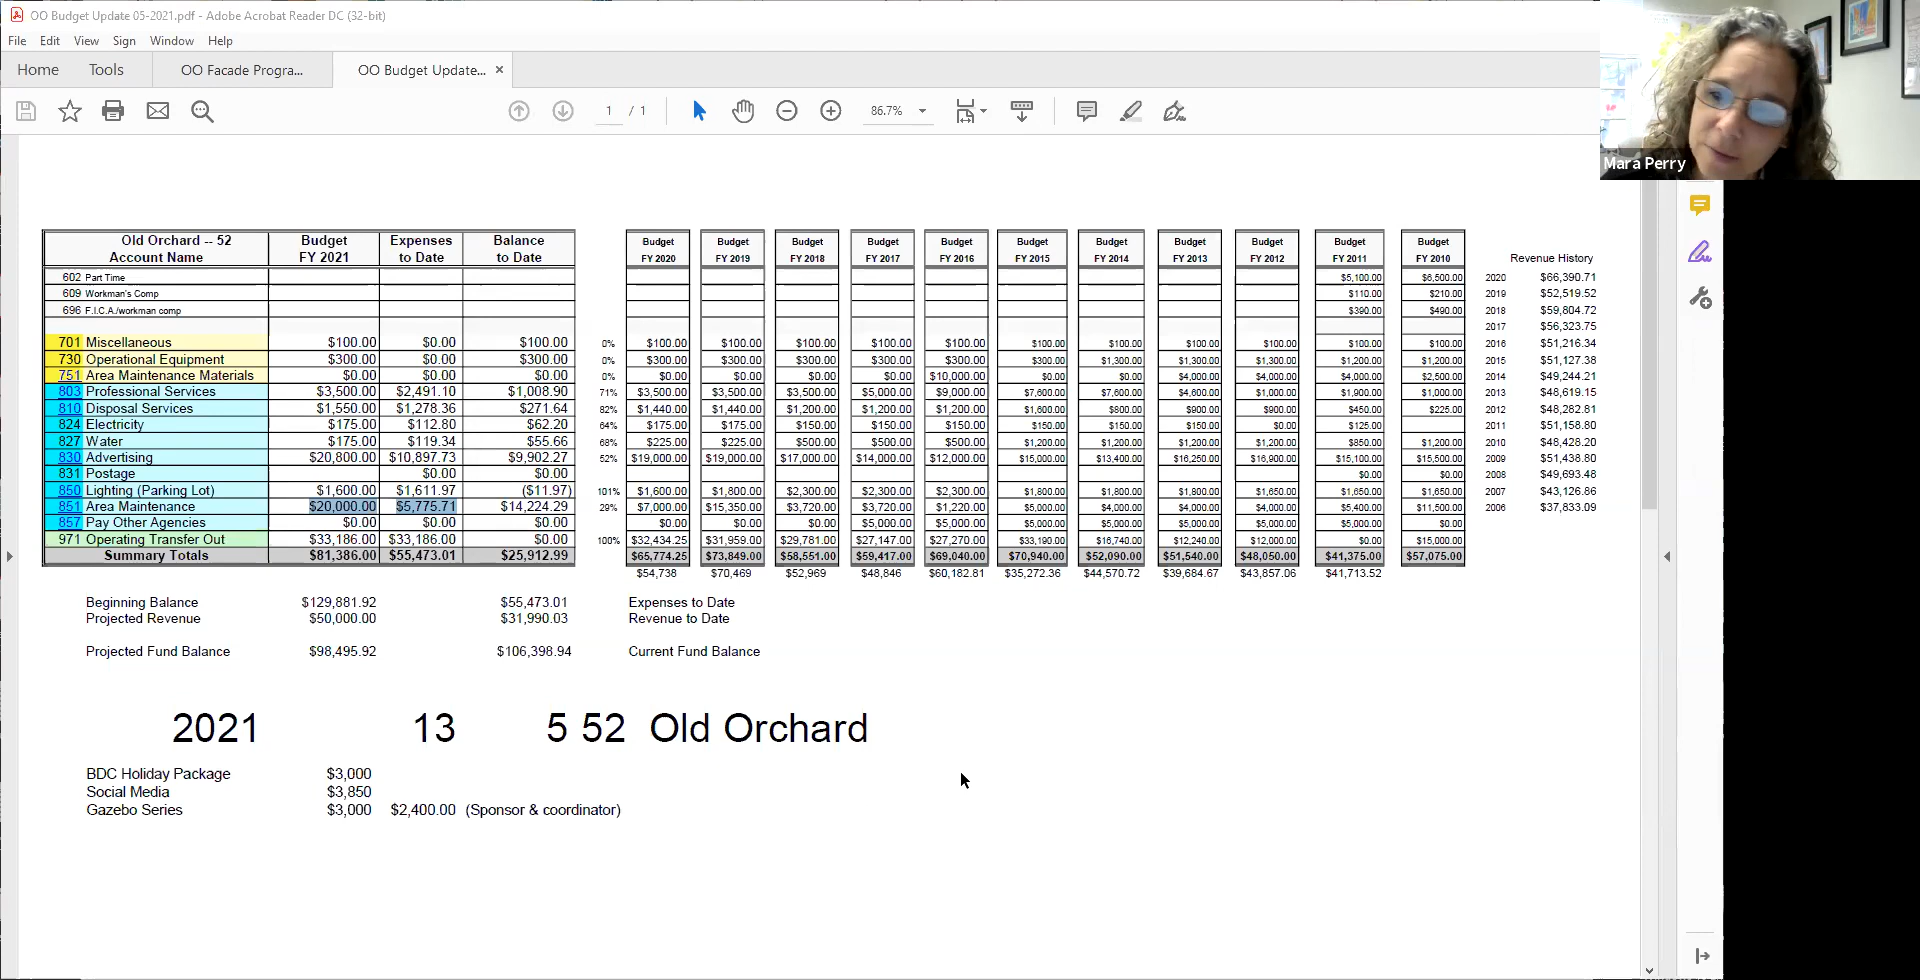 OO Budget Update 05-2021.pdf - Adobe Acrobat Reader DC (32-bit)
File Edit View Sign Window Help
Home Tools OO Facade Progra... OO Budget Update... ×
1 / 1 86.7%
Mara Perry
Old Orchard -- 52 Budget Expenses Balance Budget Budget Budget Budget Budget Budget Budget Budget Budget Budget Budget
Account Name FY 2021 to Date to Date FY 2020 FY 2019 FY 2018 FY 2017 FY 2016 FY 2015 FY 2014 FY 2013 FY 2012 FY 2011 FY 2010 Revenue History
602 Part Time $5,100.00 $6,500.00 2020 $66,390.71
609 Workman's Comp $110.00 $210.00 2019 $52,519.52
696 F.I.C.A./workman comp $390.00 $490.00 2018 $59,804.72
2017 $56,323.75
701 Miscellaneous $100.00 $0.00 $100.00 0% $100.00 $100.00 $100.00 $100.00 $100.00 $100.00 $100.00 $100.00 $100.00 $100.00 $100.00 2016 $51,216.34
730 Operational Equipment $300.00 $0.00 $300.00 0% $300.00 $300.00 $300.00 $300.00 $300.00 $300.00 $1,300.00 $1,300.00 $1,300.00 $1,200.00 $1,200.00 2015 $51,127.38
751 Area Maintenance Materials $0.00 $0.00 $0.00 0% $0.00 $0.00 $0.00 $0.00 $10,000.00 $0.00 $0.00 $4,000.00 $4,000.00 $4,000.00 $2,500.00 2014 $49,244.21
803 Professional Services $3,500.00 $2,491.10 $1,008.90 71% $3,500.00 $3,500.00 $3,500.00 $5,000.00 $9,000.00 $7,600.00 $7,600.00 $4,600.00 $1,000.00 $1,900.00 $1,000.00 2013 $48,619.15
810 Disposal Services $1,550.00 $1,278.36 $271.64 82% $1,440.00 $1,440.00 $1,200.00 $1,200.00 $1,200.00 $1,600.00 $800.00 $900.00 $900.00 $450.00 $225.00 2012 $48,282.81
824 Electricity $175.00 $112.80 $62.20 64% $175.00 $175.00 $150.00 $150.00 $150.00 $150.00 $150.00 $150.00 $0.00 $125.00 2011 $51,158.80
827 Water $175.00 $119.34 $55.66 68% $225.00 $225.00 $500.00 $500.00 $500.00 $1,200.00 $1,200.00 $1,200.00 $1,200.00 $850.00 $1,200.00 2010 $48,428.20
830 Advertising $20,800.00 $10,897.73 $9,902.27 52% $19,000.00 $19,000.00 $17,000.00 $14,000.00 $12,000.00 $15,000.00 $13,400.00 $16,250.00 $16,900.00 $15,100.00 $15,500.00 2009 $51,438.80
831 Postage $0.00 $0.00 $0.00 $0.00 2008 $49,693.48
850 Lighting (Parking Lot) $1,600.00 $1,611.97 ($11.97) 101% $1,600.00 $1,800.00 $2,300.00 $2,300.00 $2,300.00 $1,800.00 $1,800.00 $1,800.00 $1,650.00 $1,650.00 $1,650.00 2007 $43,126.86
851 Area Maintenance $20,000.00 $5,775.71 $14,224.29 29% $7,000.00 $15,350.00 $3,720.00 $3,720.00 $1,220.00 $5,000.00 $4,000.00 $4,000.00 $4,000.00 $5,400.00 $11,500.00 2006 $37,833.09
857 Pay Other Agencies $0.00 $0.00 $0.00 $0.00 $0.00 $0.00 $5,000.00 $5,000.00 $5,000.00 $5,000.00 $5,000.00 $5,000.00 $5,000.00 $0.00
971 Operating Transfer Out $33,186.00 $33,186.00 $0.00 100% $32,434.25 $31,959.00 $29,781.00 $27,147.00 $27,270.00 $33,190.00 $16,740.00 $12,240.00 $12,000.00 $0.00 $15,000.00
Summary Totals $81,386.00 $55,473.01 $25,912.99 $65,774.25 $73,849.00 $58,551.00 $59,417.00 $69,040.00 $70,940.00 $52,090.00 $51,540.00 $48,050.00 $41,375.00 $57,075.00
$54,738 $70,469 $52,969 $48,846 $60,182.81 $35,272.36 $44,570.72 $39,684.67 $43,857.06 $41,713.52
Beginning Balance $129,881.92 $55,473.01 Expenses to Date
Projected Revenue $50,000.00 $31,990.03 Revenue to Date
Projected Fund Balance $98,495.92 $106,398.94 Current Fund Balance
2021 13 5 52 Old Orchard
BDC Holiday Package $3,000
Social Media $3,850
Gazebo Series $3,000 $2,400.00 (Sponsor & coordinator)